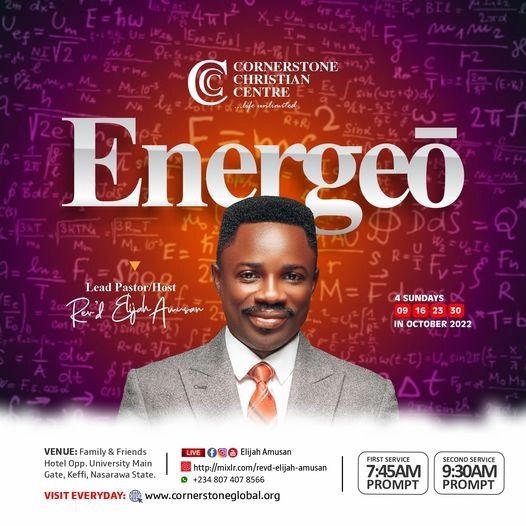 CCC
CORNERSTONE
CHRISTIAN
CENTRE
...life unlimited
Energeō
Lead Pastor/Host
Rev'd Elijah Amusan
4 SUNDAYS
09 16 23 30
IN OCTOBER 2022
VENUE: Family & Friends
Hotel Opp. University Main
Gate, Keffi, Nasarawa State.
VISIT EVERYDAY: www.cornerstoneglobal.org
LIVE Elijah Amusan
http://mixlr.com/revd-elijah-amusan
+234 807 407 8566
FIRST SERVICE
7:45AM
PROMPT
SECOND SERVICE
9:30AM
PROMPT